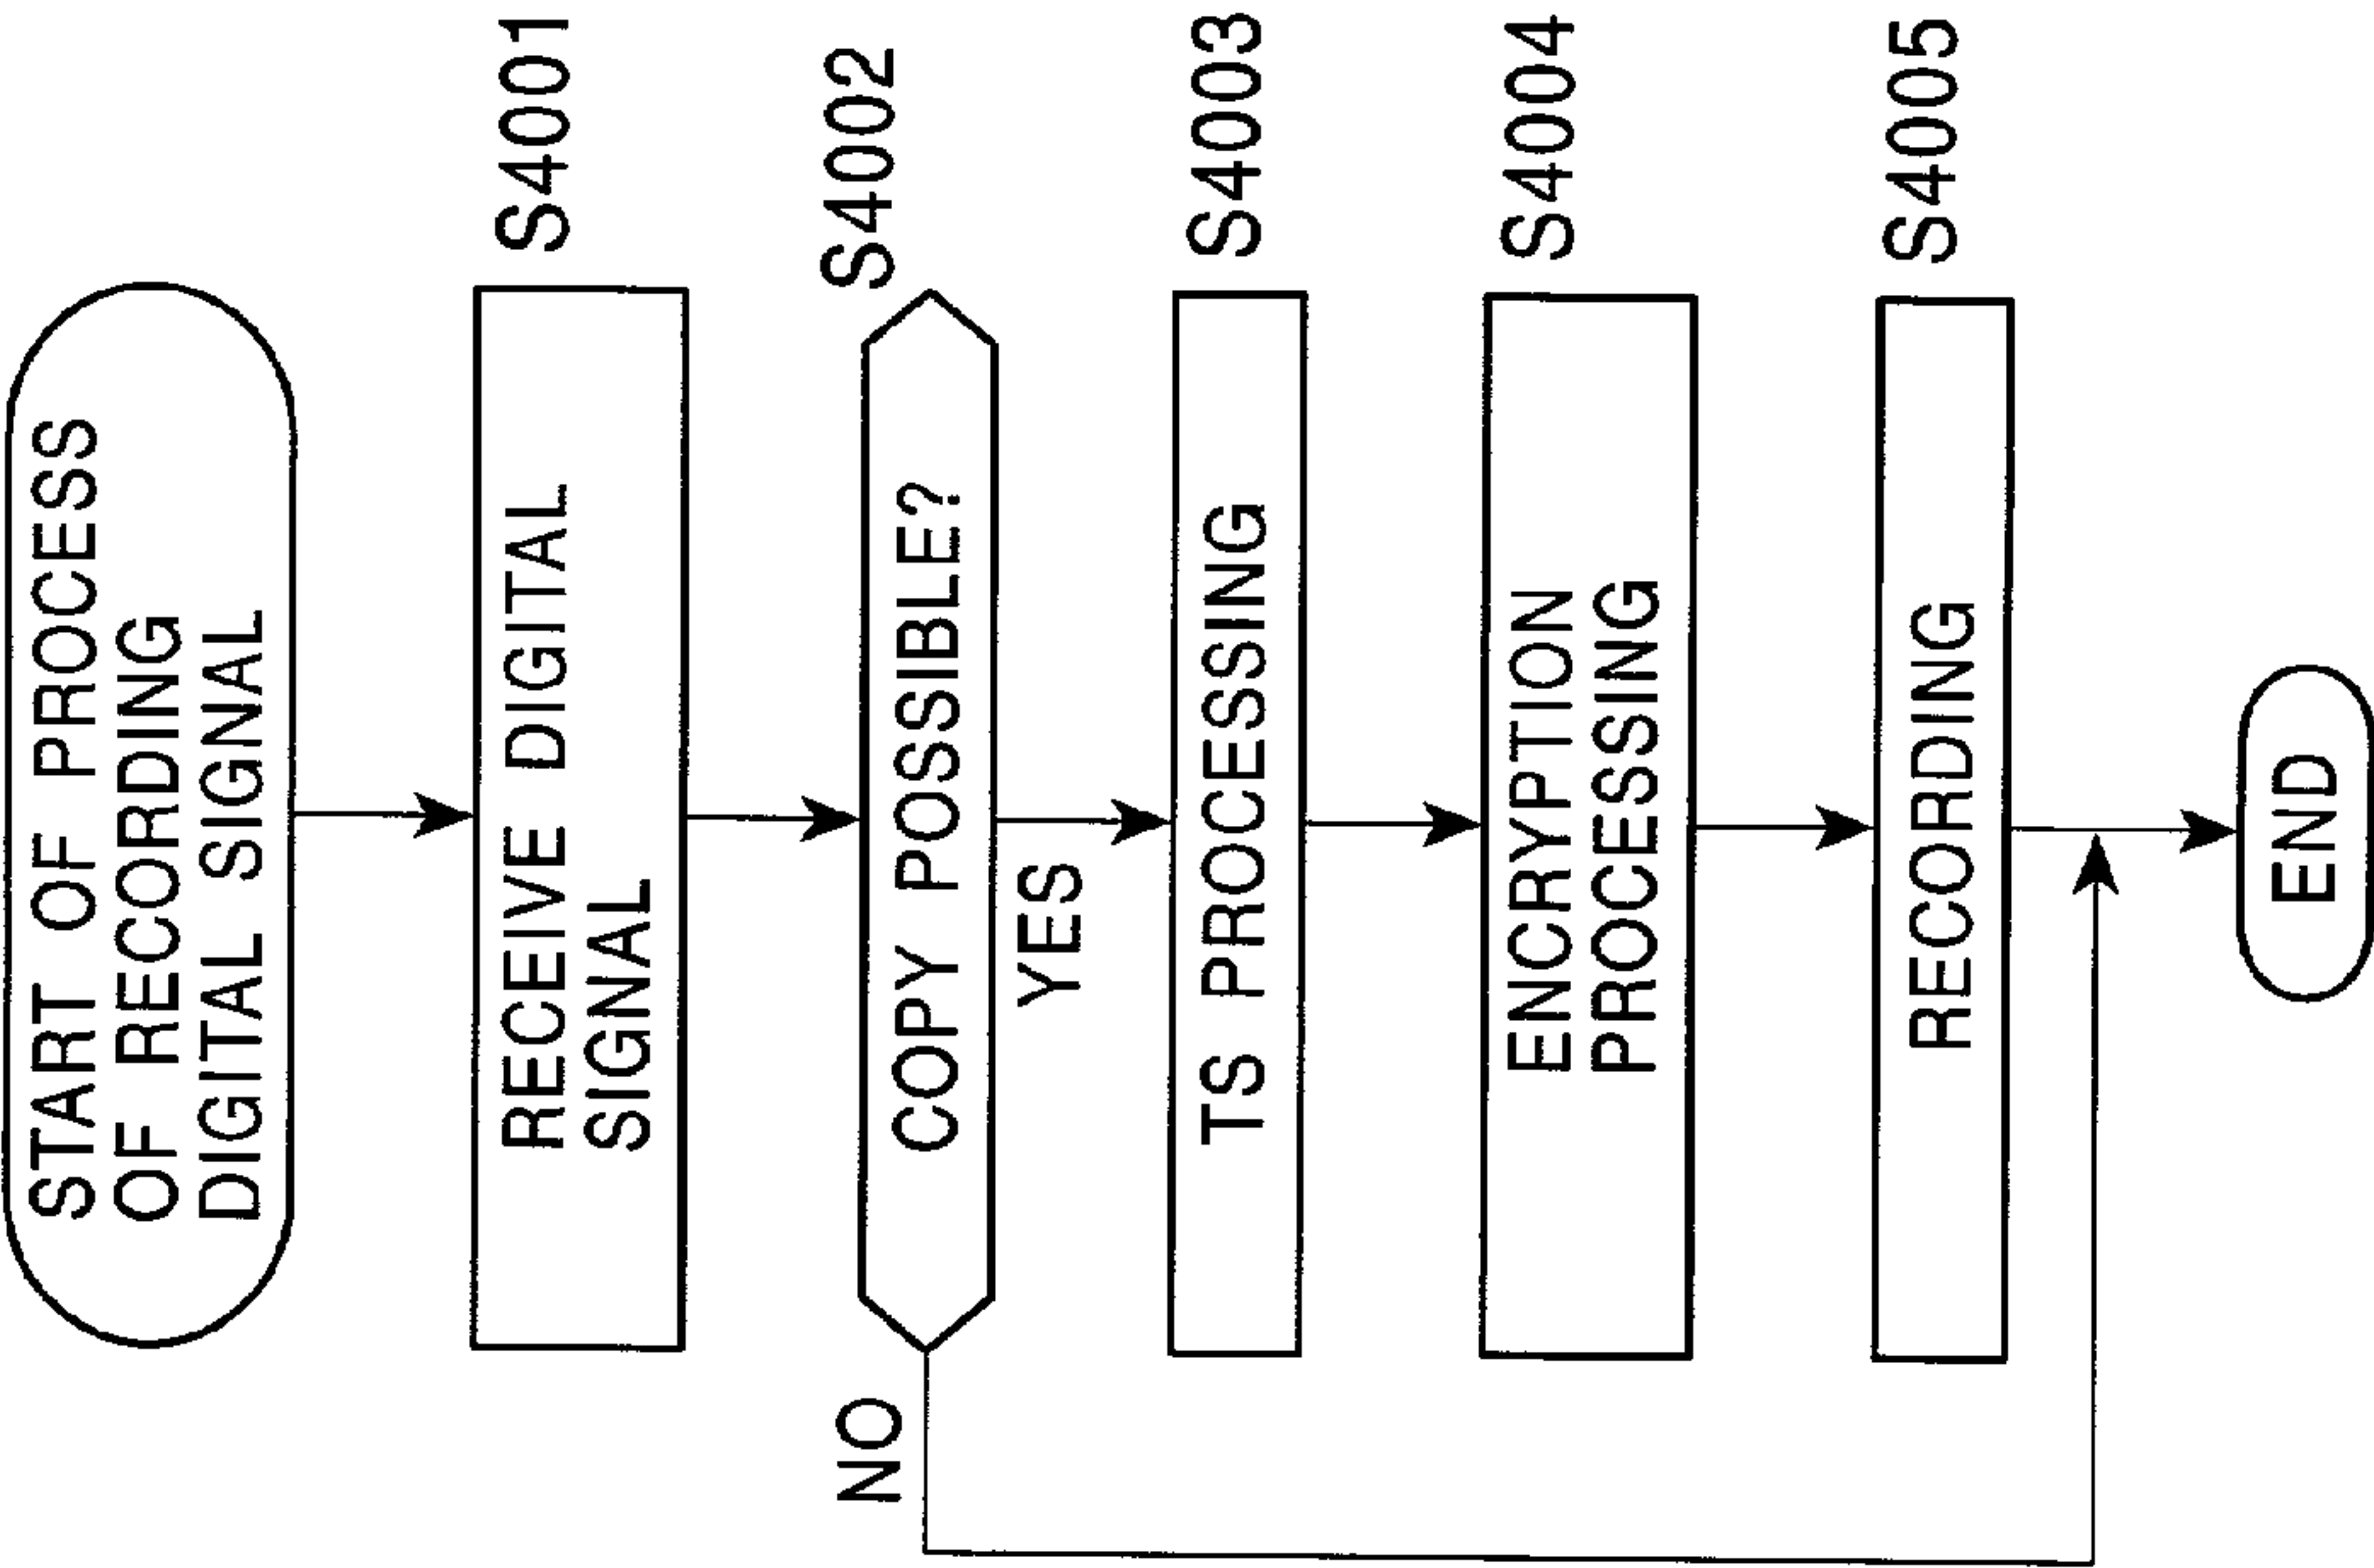 START OF PROCESS
OF RECORDING
DIGITAL SIGNAL
RECEIVE DIGITAL
SIGNAL
S4001
COPY POSSIBLE?
S4002
NO
YES
TS PROCESSING
S4003
ENCRYPTION
PROCESSING
S4004
RECORDING
S4005
END